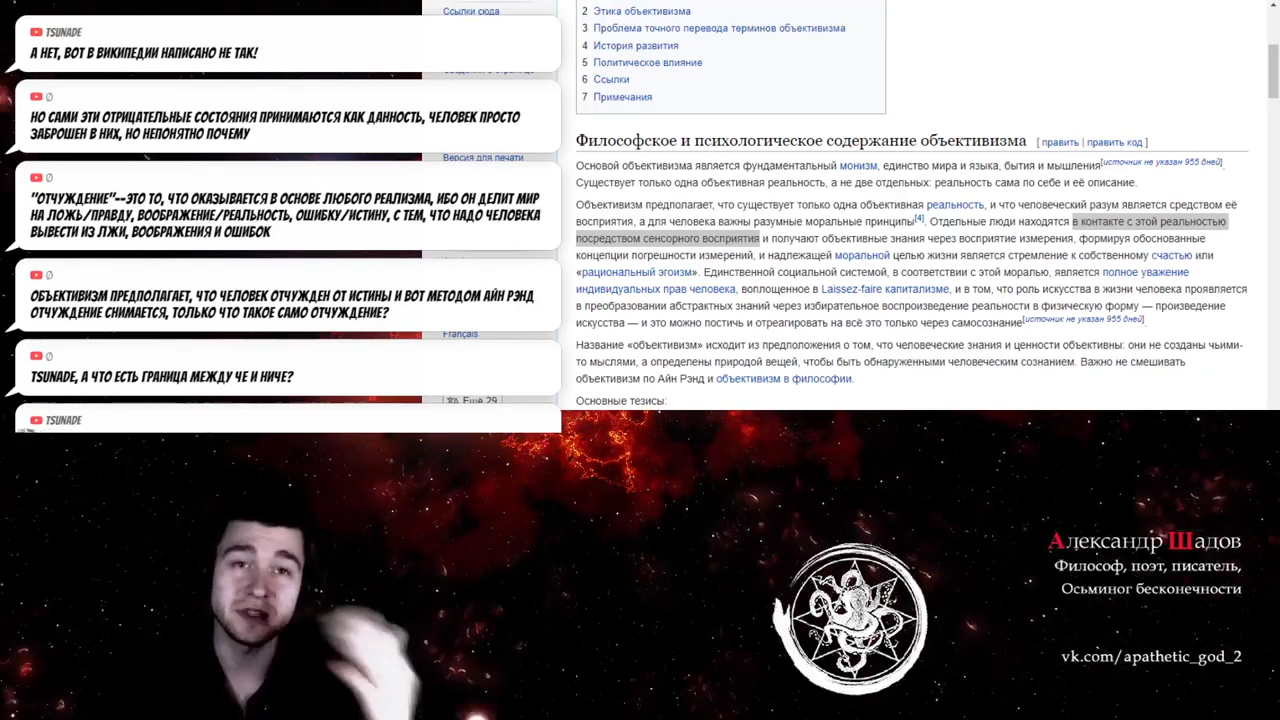 TSUNADE
А НЕТ, ВОТ В ВИКИПЕДИИ НАПИСАНО НЕ ТАК!
Ø
НО САМИ ЭТИ ОТРИЦАТЕЛЬНЫЕ СОСТОЯНИЯ ПРИНИМАЮТСЯ КАК ДАННОСТЬ, ЧЕЛОВЕК ПРОСТО
ЗАБРОШЕН В НИХ, НО НЕПОНЯТНО ПОЧЕМУ
Ø
"ОТЧУЖДЕНИЕ"--ЭТО ТО, ЧТО ОКАЗЫВАЕТСЯ В ОСНОВЕ ЛЮБОГО РЕАЛИЗМА, ИБО ОН ДЕЛИТ МИР
НА ЛОЖЬ/ПРАВДУ, ВООБРАЖЕНИЕ/РЕАЛЬНОСТЬ, ОШИБКУ/ИСТИНУ, С ТЕМ, ЧТО НАДО ЧЕЛОВЕКА
ВЫВЕСТИ ИЗ ЛЖИ, ВООБРАЖЕНИЯ И ОШИБОК
Ø
ОБЪЕКТИВИЗМ ПРЕДПОЛАГАЕТ, ЧТО ЧЕЛОВЕК ОТЧУЖДЕН ОТ ИСТИНЫ И ВОТ МЕТОДОМ АЙН РЭНД
ОТЧУЖДЕНИЕ СНИМАЕТСЯ, ТОЛЬКО ЧТО ТАКОЕ САМО ОТЧУЖДЕНИЕ?
Ø
TSUNADE, А ЧТО ЕСТЬ ГРАНИЦА МЕЖДУ ЧЕ И НИЧЕ?
TSUNADE
Ссылки сюда
Версия для печати
Français
Ещё 29
2 Этика объективизма
3 Проблема точного перевода терминов объективизма
4 История развития
5 Политическое влияние
6 Ссылки
7 Примечания
Философское и психологическое содержание объективизма [ править | править код ]
Основой объективизма является фундаментальный монизм, единство мира и языка, бытия и мышления[источник не указан 955 дней].
Существует только одна объективная реальность, а не две отдельных: реальность сама по себе и её описание.
Объективизм предполагает, что существует только одна объективная реальность, и что человеческий разум является средством её
восприятия, а для человека важны разумные моральные принципы[4]. Отдельные люди находятся в контакте с этой реальностью
посредством сенсорного восприятия и получают объективные знания через восприятие измерения, формируя обоснованные
концепции погрешности измерений, и надлежащей моральной целью жизни является стремление к собственному счастью или
«рациональный эгоизм». Единственной социальной системой, в соответствии с этой моралью, является полное уважение
индивидуальных прав человека, воплощенное в Laissez-faire капитализме, и в том, что роль искусства в жизни человека проявляется
в преобразовании абстрактных знаний через избирательное воспроизведение реальности в физическую форму — произведение
искусства — и это можно постичь и отреагировать на всё это только через самосознание[источник не указан 955 дней].
Название «объективизм» исходит из предположения о том, что человеческие знания и ценности объективны: они не созданы чьими-
то мыслями, а определены природой вещей, чтобы быть обнаруженными человеческим сознанием. Важно не смешивать
объективизм по Айн Рэнд и объективизм в философии.
Основные тезисы:
Александр Шадов
Философ, поэт, писатель,
Осьминог бесконечности
vk.com/apathetic_god_2